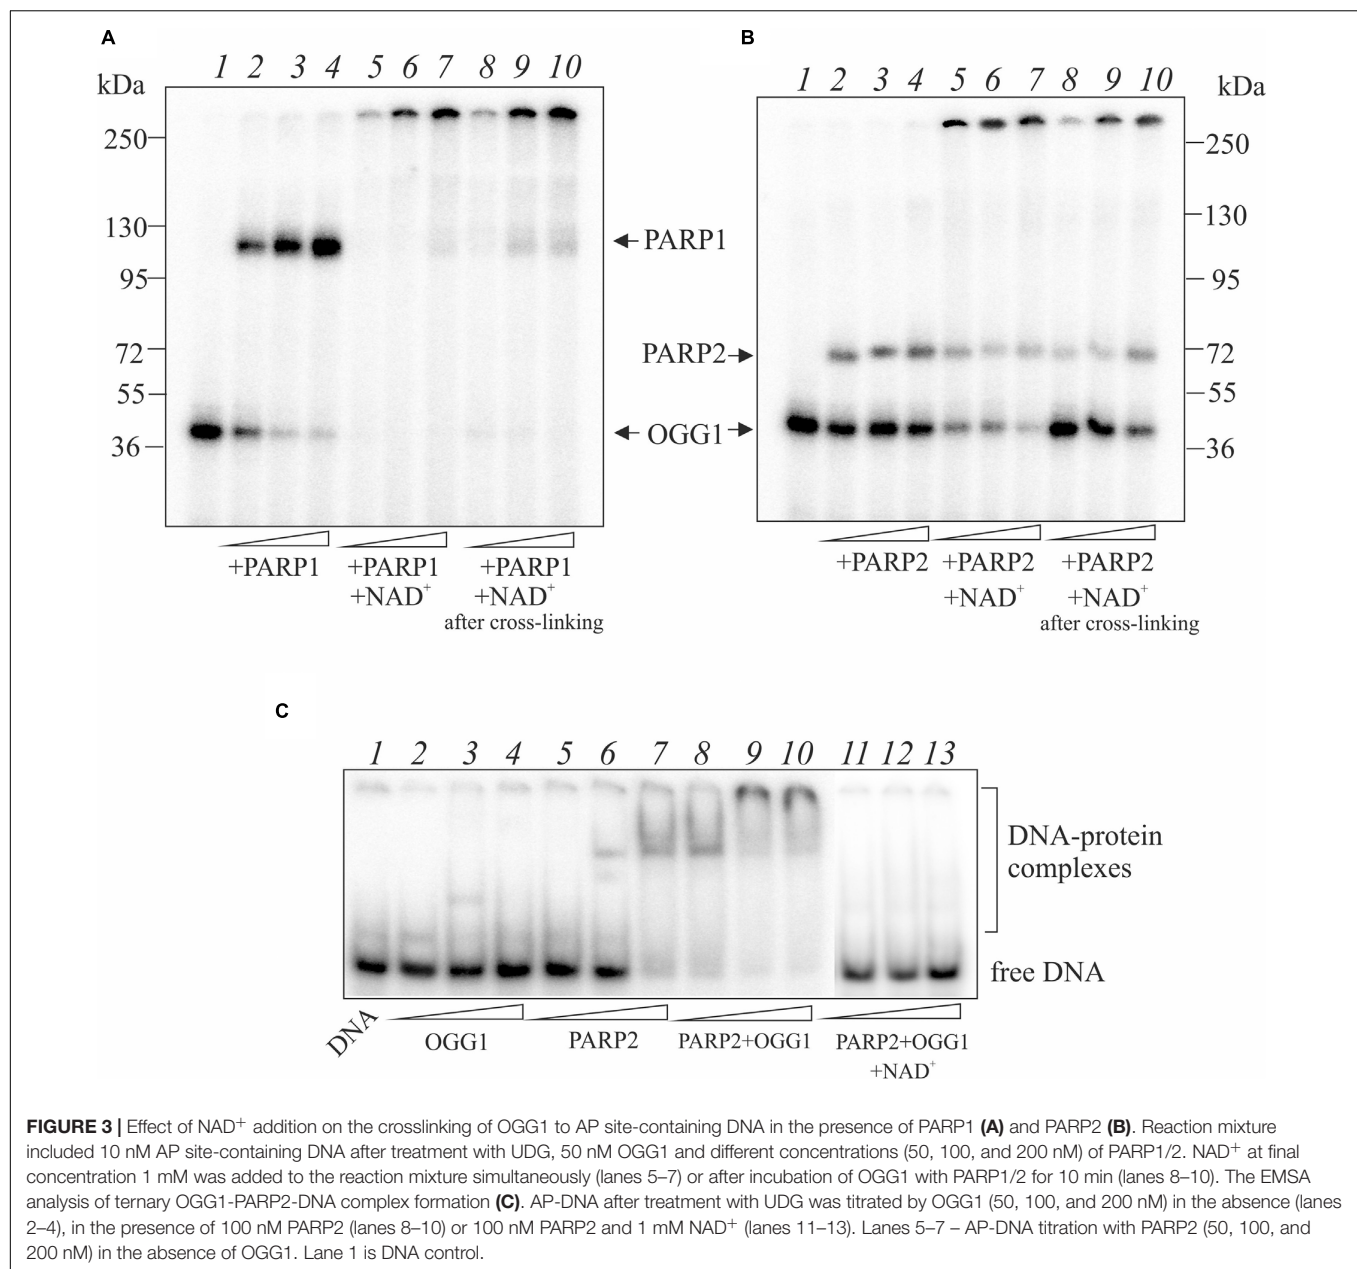 A
1 2 3 4 5 6 7 8 9 10
kDa
250
130
95
72
55
36
PARP1
PARP2
OGG1
+PARP1
+PARP1
+NAD+
+PARP1
+NAD+
after cross-linking
B
1 2 3 4 5 6 7 8 9 10
kDa
250
130
95
72
55
36
+PARP2
+PARP2
+NAD+
+PARP2
+NAD+
after cross-linking
C
1 2 3 4 5 6 7 8 9 10 11 12 13
DNA-protein
complexes
free DNA
DNA
OGG1
PARP2
PARP2+OGG1
PARP2+OGG1
+NAD+
FIGURE 3 | Effect of NAD+ addition on the crosslinking of OGG1 to AP site-containing DNA in the presence of PARP1 (A) and PARP2 (B). Reaction mixture
included 10 nM AP site-containing DNA after treatment with UDG, 50 nM OGG1 and different concentrations (50, 100, and 200 nM) of PARP1/2. NAD+ at final
concentration 1 mM was added to the reaction mixture simultaneously (lanes 5–7) or after incubation of OGG1 with PARP1/2 for 10 min (lanes 8–10). The EMSA
analysis of ternary OGG1-PARP2-DNA complex formation (C). AP-DNA after treatment with UDG was titrated by OGG1 (50, 100, and 200 nM) in the absence (lanes
2–4), in the presence of 100 nM PARP2 (lanes 8–10) or 100 nM PARP2 and 1 mM NAD+ (lanes 11–13). Lanes 5–7 – AP-DNA titration with PARP2 (50, 100, and
200 nM) in the absence of OGG1. Lane 1 is DNA control.